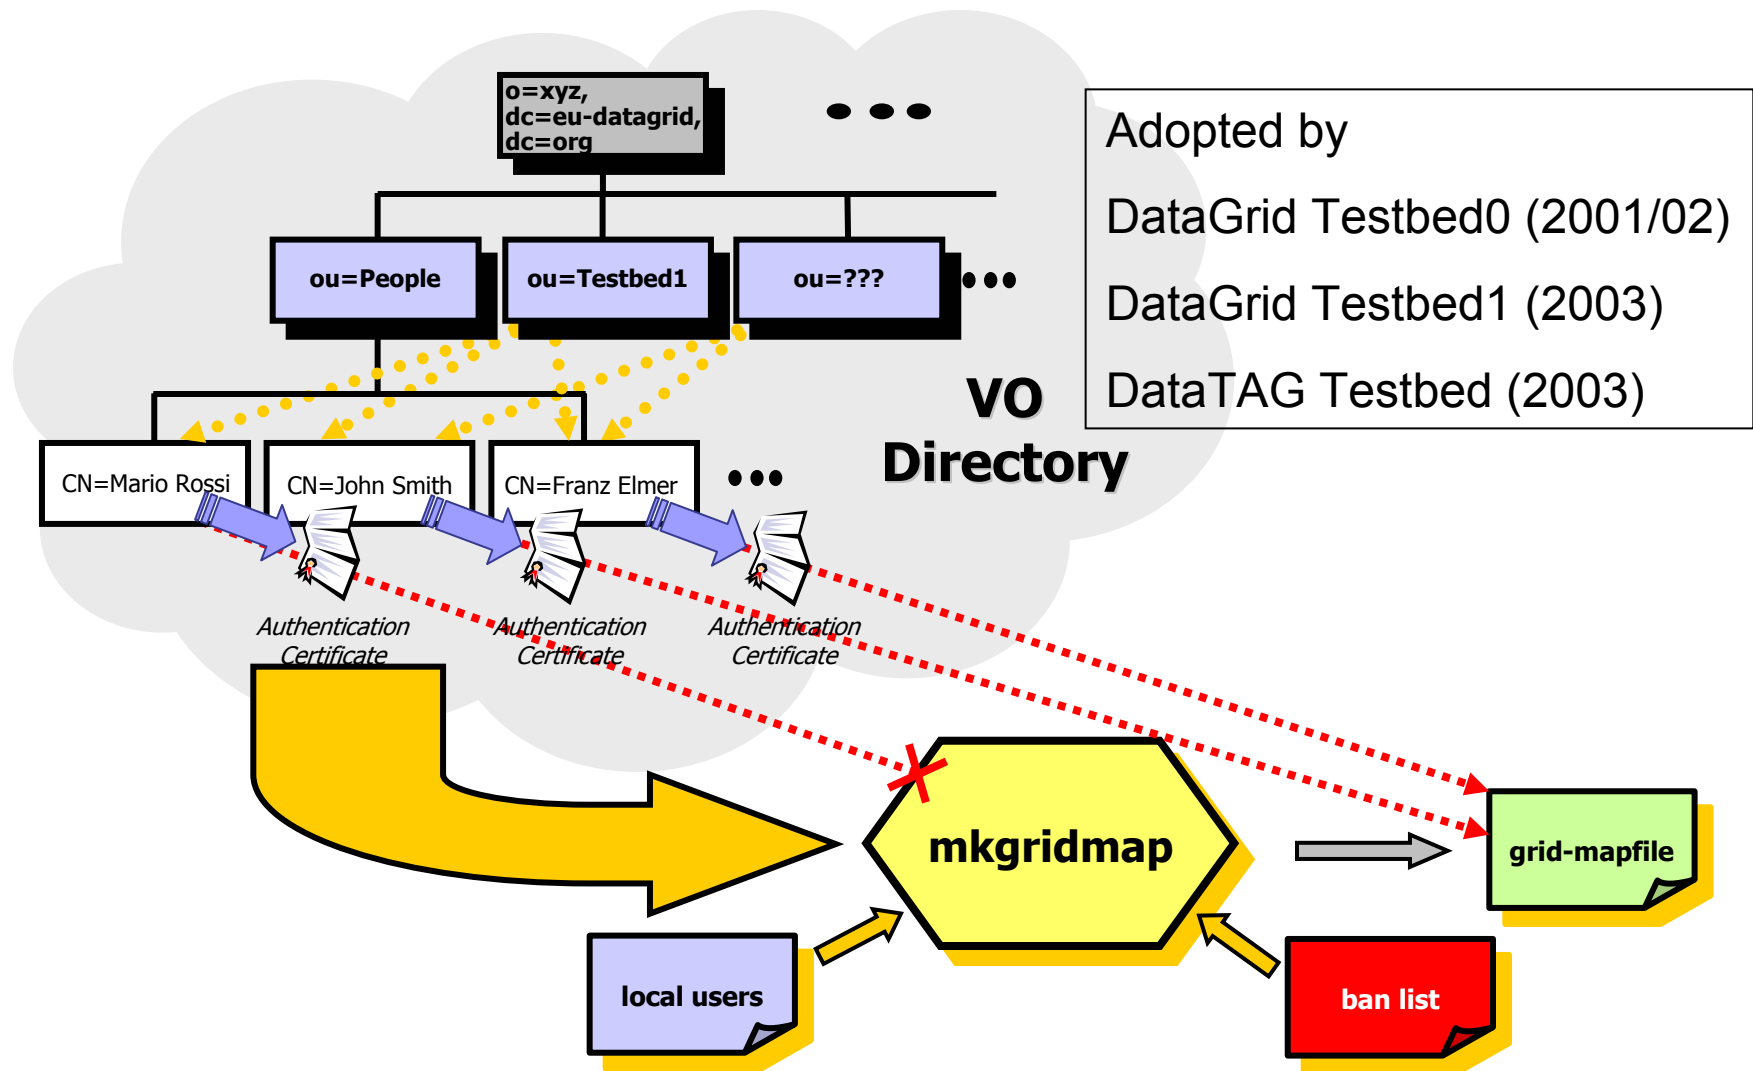 o=xyz,
dc=eu-datagrid,
dc=org
Adopted by
DataGrid Testbed0 (2001/02)
DataGrid Testbed1 (2003)
DataTAG Testbed (2003)
ou=People
ou=Testbed1
ou=???
VO
Directory
CN=Mario Rossi
CN=John Smith
CN=Franz Elmer
Authentication
Certificate
Authentication
Certificate
Authentication
Certificate
mkgridmap
grid-mapfile
local users
ban list